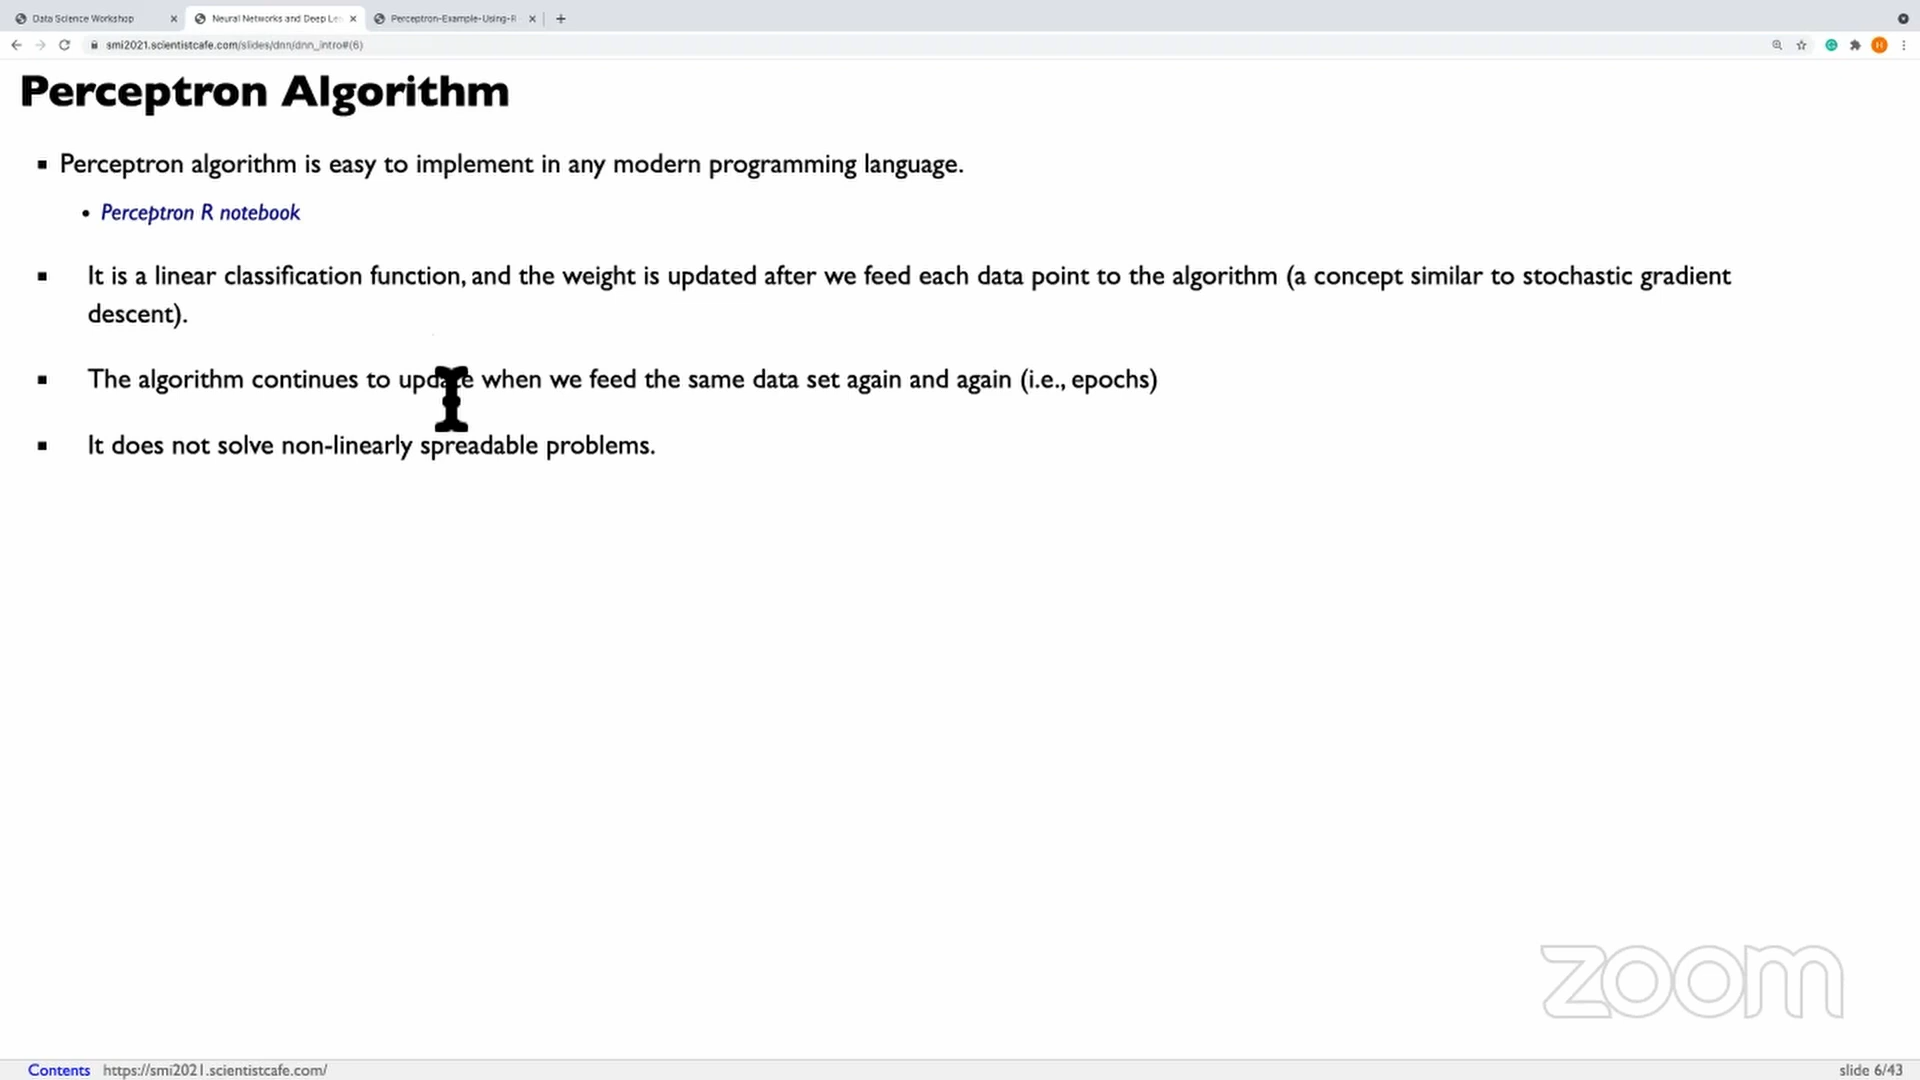 Data Science Workshop
Neural Networks and Deep Le
Perceptron-Example-Using-R
smi2021.scientistcafe.com/slides/dnn/dnn_intro#(6)
Perceptron Algorithm
Perceptron algorithm is easy to implement in any modern programming language.
Perceptron R notebook
It is a linear classification function, and the weight is updated after we feed each data point to the algorithm (a concept similar to stochastic gradient
descent).
The algorithm continues to update when we feed the same data set again and again (i.e., epochs)
It does not solve non-linearly spreadable problems.
zoom
Contents https://smi2021.scientistcafe.com/
slide 6/43